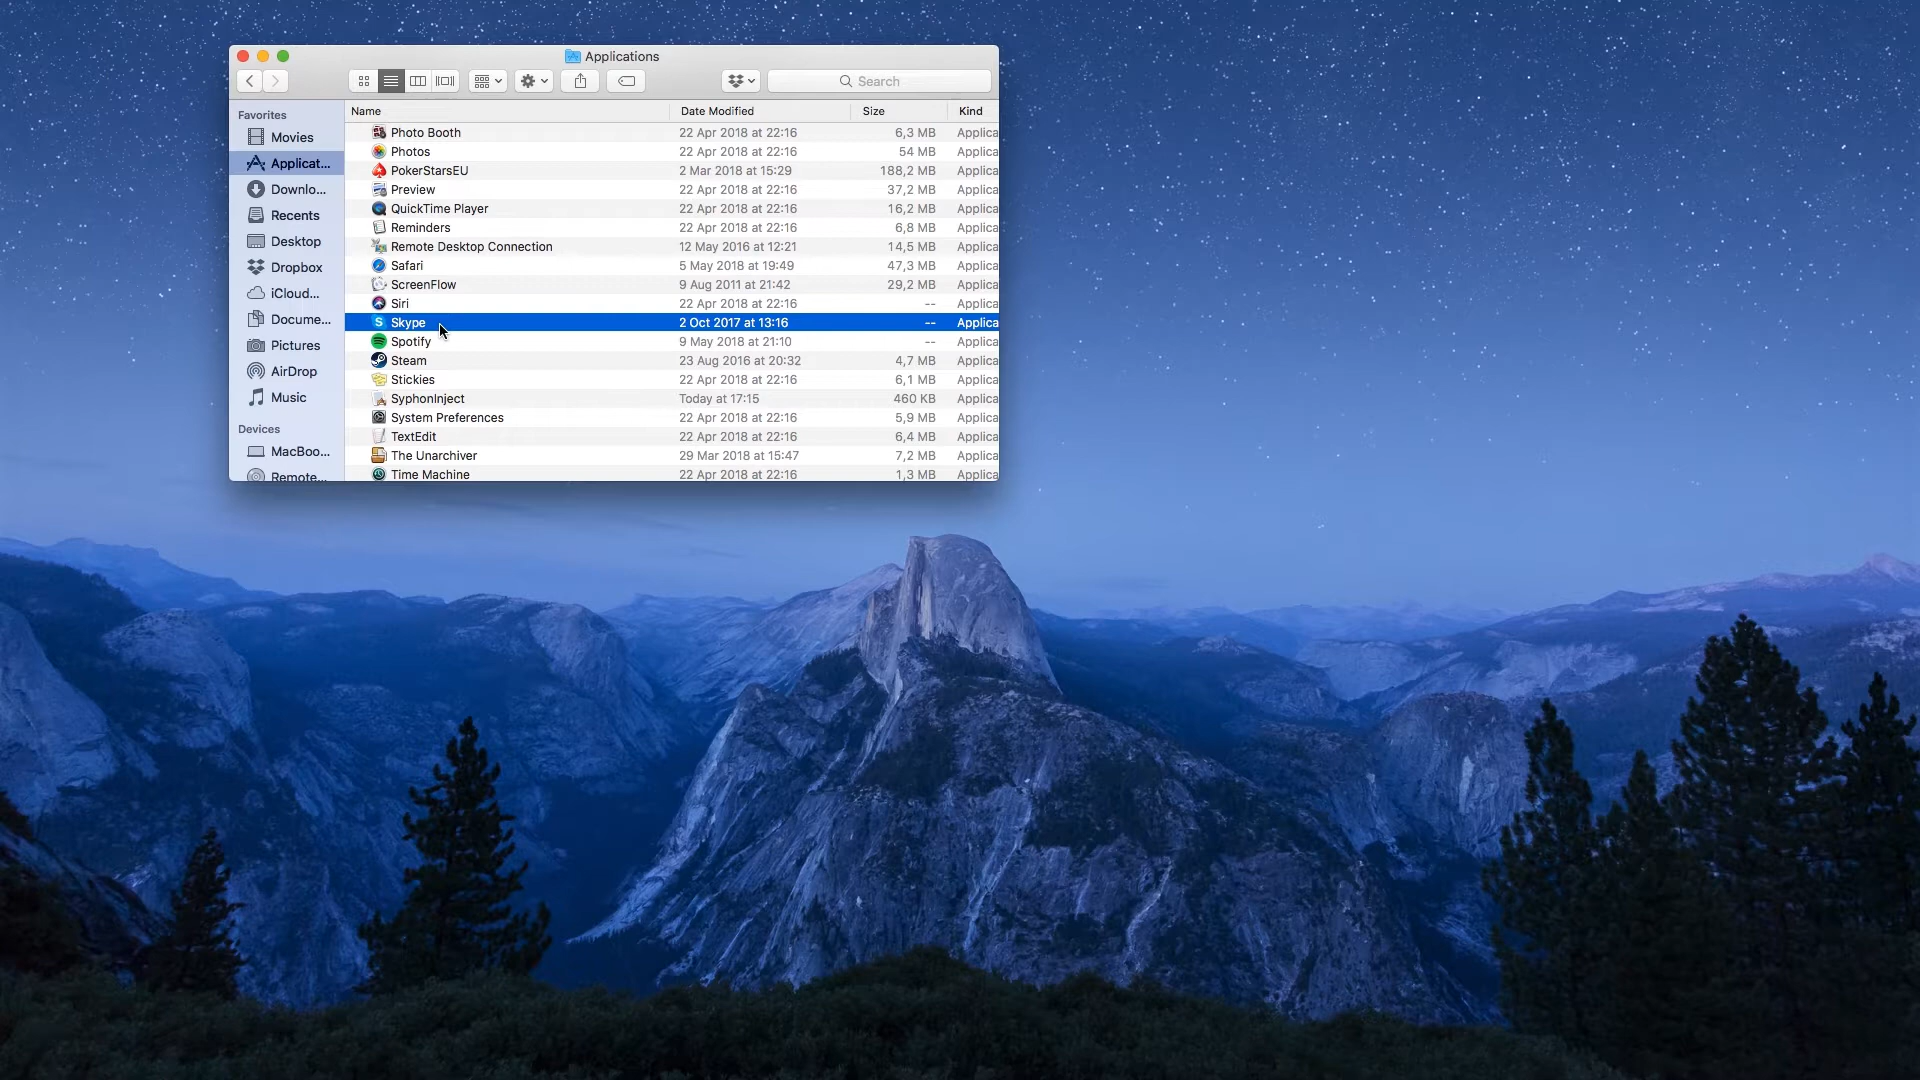 Applications
Search
Favorites
Movies
Applicat...
Downlo...
Recents
Desktop
Dropbox
iCloud...
Docume...
Pictures
AirDrop
Music
Devices
MacBoo...
Remote...
Name Date Modified Size Kind
Photo Booth 22 Apr 2018 at 22:16 6,3 MB Applica
Photos 22 Apr 2018 at 22:16 54 MB Applica
PokerStarsEU 2 Mar 2018 at 15:29 188,2 MB Applica
Preview 22 Apr 2018 at 22:16 37,2 MB Applica
QuickTime Player 22 Apr 2018 at 22:16 16,2 MB Applica
Reminders 22 Apr 2018 at 22:16 6,8 MB Applica
Remote Desktop Connection 12 May 2016 at 12:21 14,5 MB Applica
Safari 5 May 2018 at 19:49 47,3 MB Applica
ScreenFlow 9 Aug 2011 at 21:42 29,2 MB Applica
Siri 22 Apr 2018 at 22:16 -- Applica
Skype 2 Oct 2017 at 13:16 -- Applica
Spotify 9 May 2018 at 21:10 -- Applica
Steam 23 Aug 2016 at 20:32 4,7 MB Applica
Stickies 22 Apr 2018 at 22:16 6,1 MB Applica
SyphonInject Today at 17:15 460 KB Applica
System Preferences 22 Apr 2018 at 22:16 5,9 MB Applica
TextEdit 22 Apr 2018 at 22:16 6,4 MB Applica
The Unarchiver 29 Mar 2018 at 15:47 7,2 MB Applica
Time Machine 22 Apr 2018 at 22:16 1,3 MB Applica